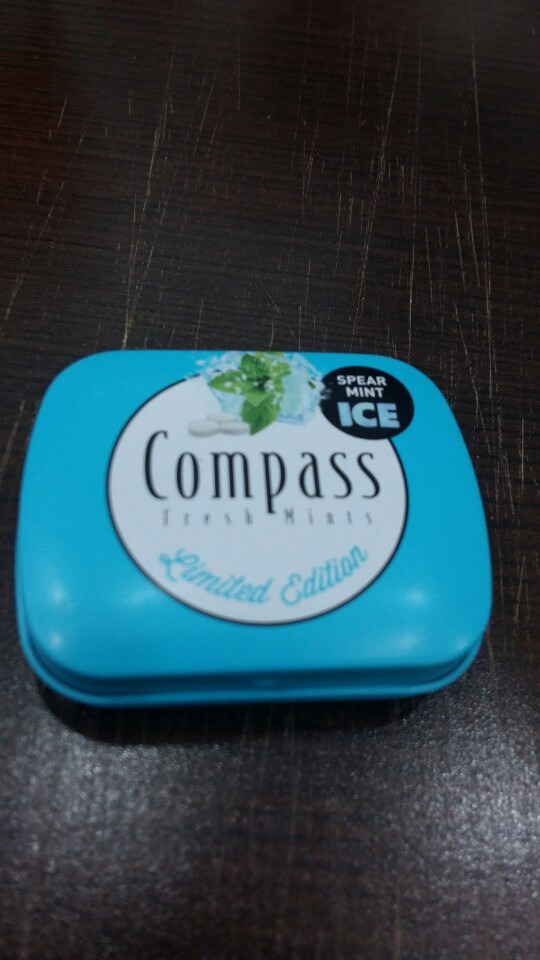 SPEAR
MINT
ICE
Compass
Fresh Mints
Limited Edition